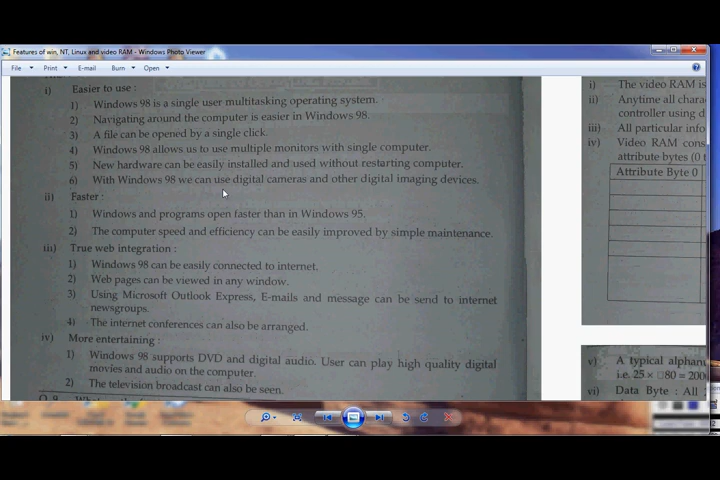 Features of win, NT, Linux and video RAM - Windows Photo Viewer
File Print E-mail Burn Open
i) Easier to use :
1) Windows 98 is a single user multitasking operating system.
2) Navigating around the computer is easier in Windows 98.
3) A file can be opened by a single click.
4) Windows 98 allows us to use multiple monitors with single computer.
5) New hardware can be easily installed and used without restarting computer.
6) With Windows 98 we can use digital cameras and other digital imaging devices.
ii) Faster :
1) Windows and programs open faster than in Windows 95.
2) The computer speed and efficiency can be easily improved by simple maintenance.
iii) True web integration :
1) Windows 98 can be easily connected to internet.
2) Web pages can be viewed in any window.
3) Using Microsoft Outlook Express, E-mails and message can be send to internet
newsgroups.
4) The internet conferences can also be arranged.
iv) More entertaining :
1) Windows 98 supports DVD and digital audio. User can play high quality digital
movies and audio on the computer.
2) The television broadcast can also be seen.
i) The video RAM is
ii) Anytime all chara
controller using d
iii) All particular info
iv) Video RAM cons
attribute bytes (0 t
Attribute Byte 0
v) A typical alphan
i.e. 25 × 80 = 200
vi) Data Byte : All